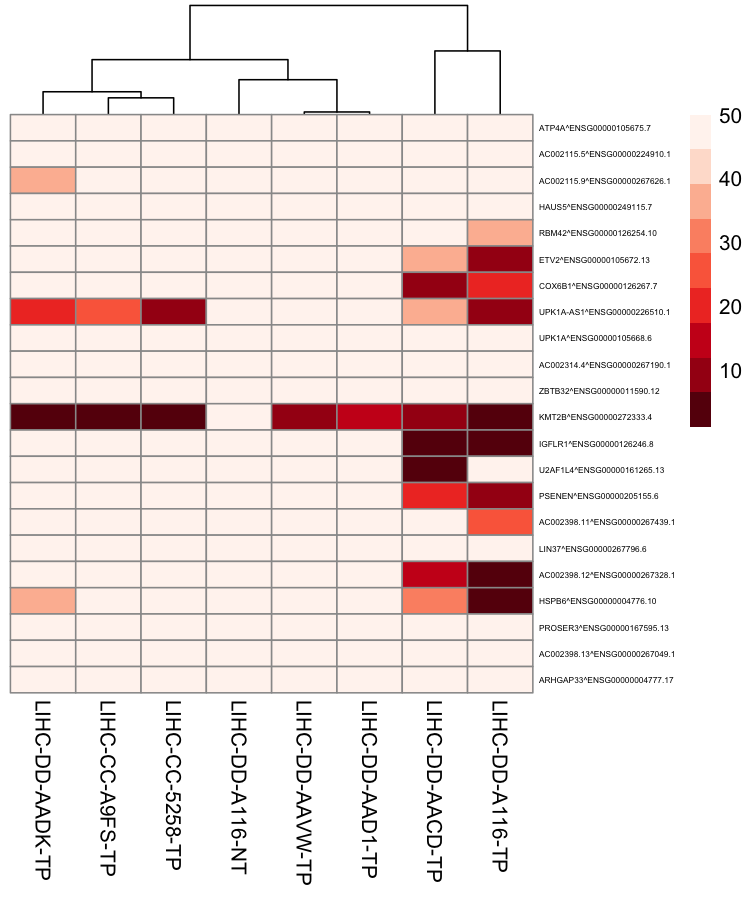 50
40
30
20
10
ATP4A^ENSG00000105675.7
AC002115.5^ENSG00000224910.1
AC002115.9^ENSG00000267626.1
HAUS5^ENSG00000249115.7
RBM42^ENSG00000126254.10
ETV2^ENSG00000105672.13
COX6B1^ENSG00000126267.7
UPK1A-AS1^ENSG00000226510.1
UPK1A^ENSG00000105668.6
AC002314.4^ENSG00000267190.1
ZBTB32^ENSG00000011590.12
KMT2B^ENSG00000272333.4
IGFLR1^ENSG00000126246.8
U2AF1L4^ENSG00000161265.13
PSENEN^ENSG00000205155.6
AC002398.11^ENSG00000267439.1
LIN37^ENSG00000267796.6
AC002398.12^ENSG00000267328.1
HSPB6^ENSG00000004776.10
PROSER3^ENSG00000167595.13
AC002398.13^ENSG00000267049.1
ARHGAP33^ENSG00000004777.17
LIHC-DD-AADK-TP
LIHC-CC-A9FS-TP
LIHC-CC-5258-TP
LIHC-DD-A116-NT
LIHC-DD-AAVW-TP
LIHC-DD-AAD1-TP
LIHC-DD-AACD-TP
LIHC-DD-A116-TP